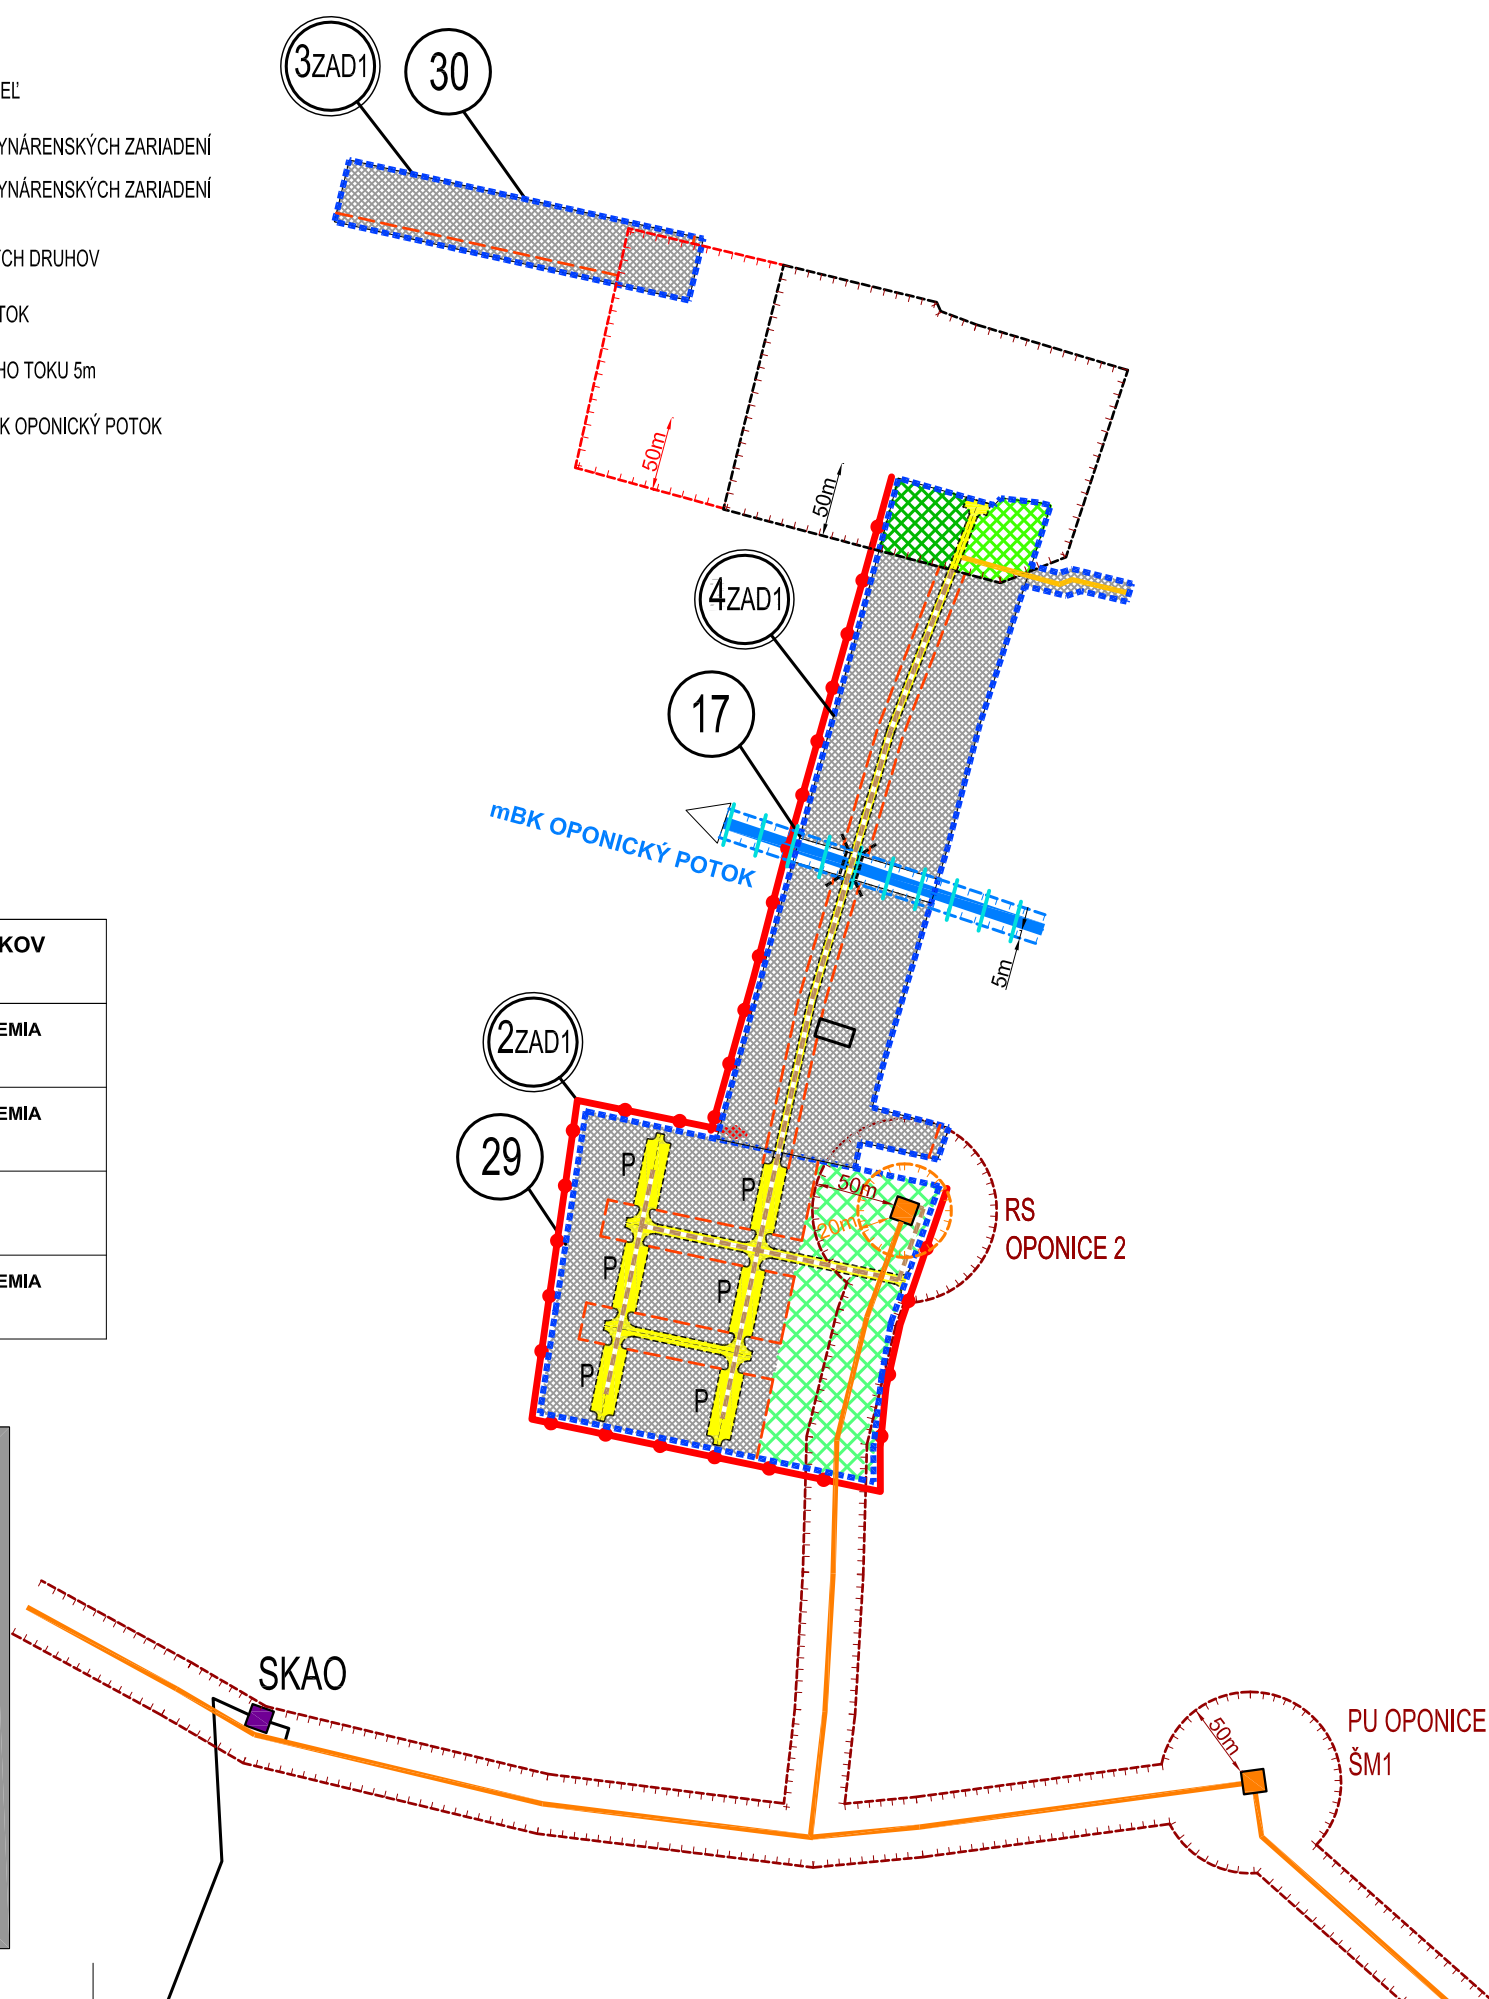 3ZAD1
30
EĽ
YNÁRENSKÝCH ZARIADENÍ
YNÁRENSKÝCH ZARIADENÍ
CH DRUHOV
TOK
HO TOKU 5m
K OPONICKÝ POTOK
50m
50m
4ZAD1
17
mBK OPONICKÝ POTOK
5m
KOV
EMIA
EMIA
EMIA
2ZAD1
29
P
P
P
P
P
P
50m
20m
RS
OPONICE 2
SKAO
50m
PU OPONICE
ŠM1